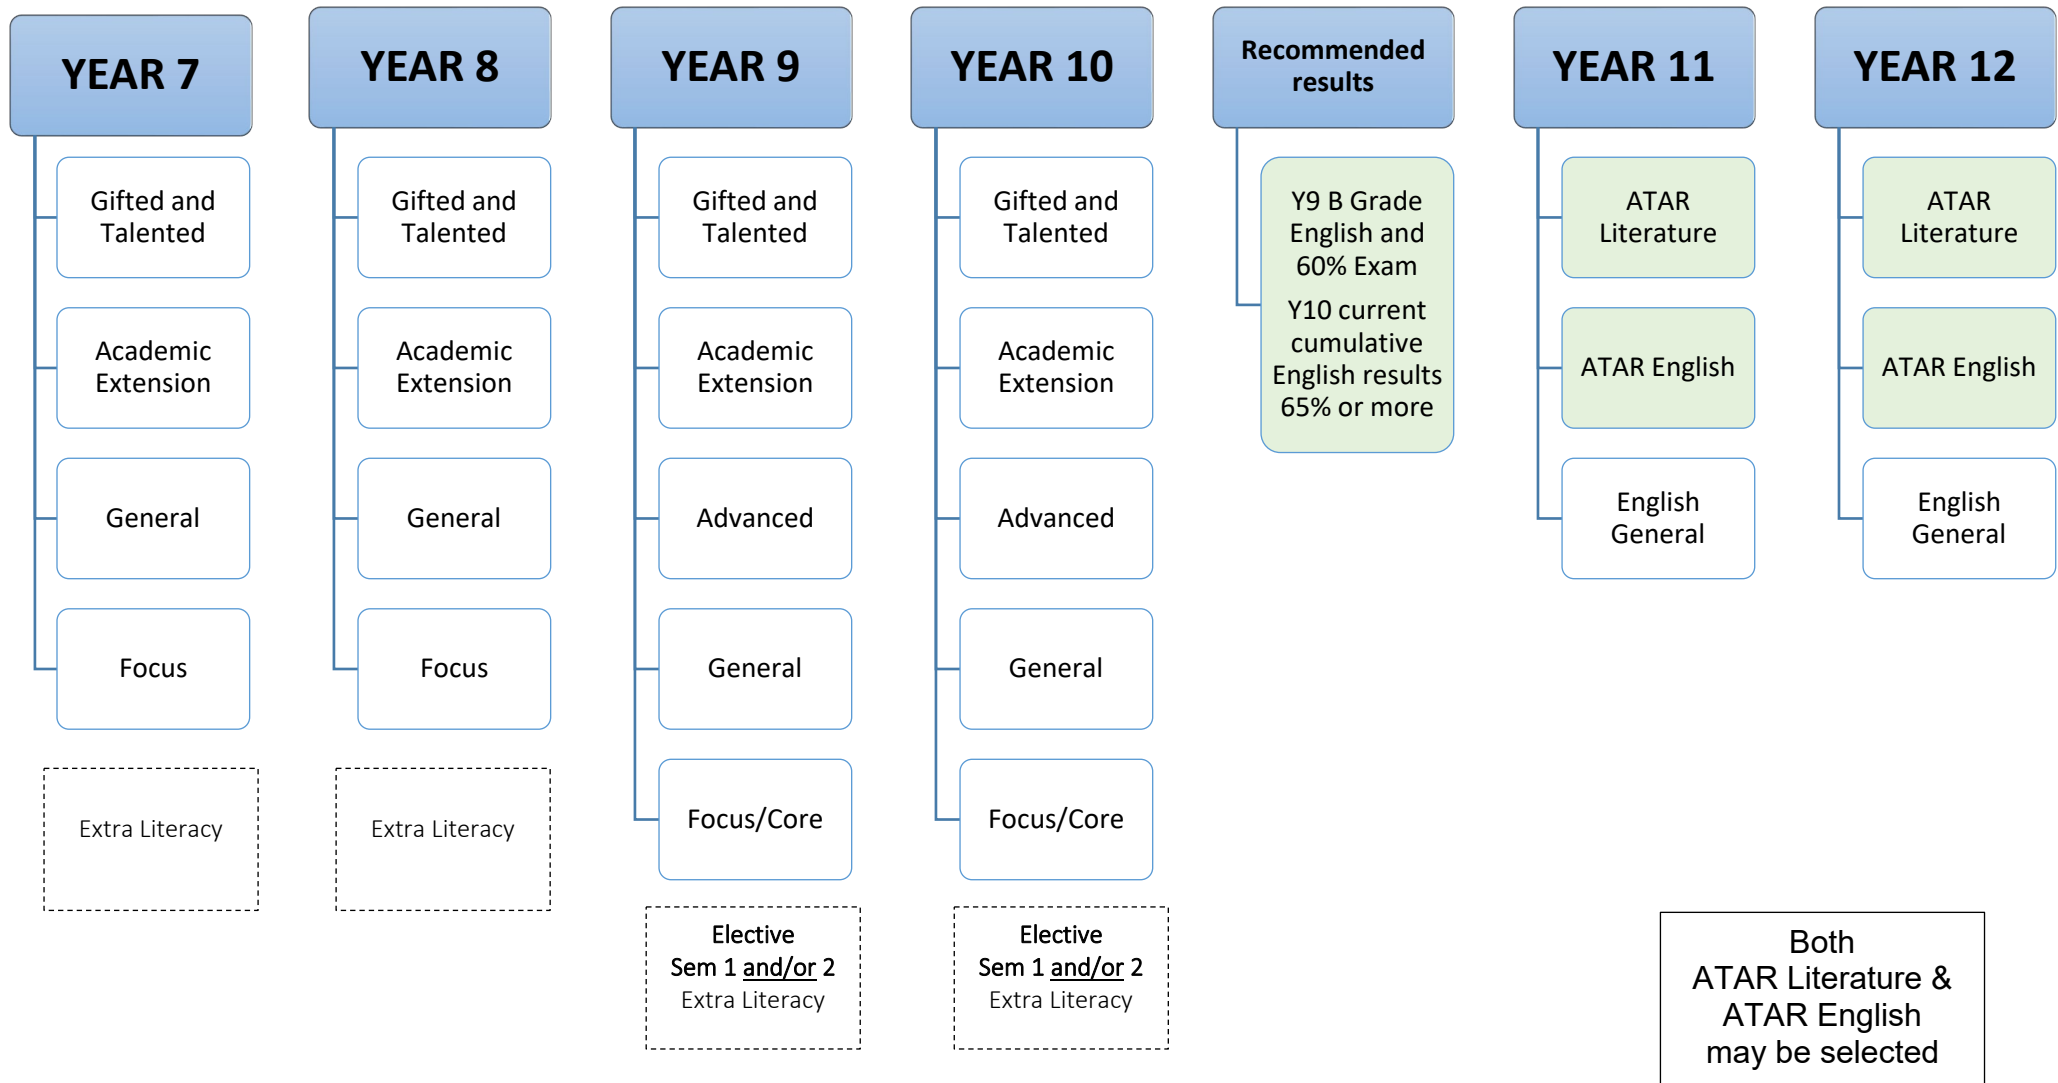 YEAR 7
Gifted and
Talented
Academic
Extension
General
Focus
Extra Literacy
YEAR 8
Gifted and
Talented
Academic
Extension
General
Focus
Extra Literacy
YEAR 9
Gifted and
Talented
Academic
Extension
Advanced
General
Focus/Core
Elective
Sem 1 and/or 2
Extra Literacy
YEAR 10
Gifted and
Talented
Academic
Extension
Advanced
General
Focus/Core
Elective
Sem 1 and/or 2
Extra Literacy
Recommended
results
Y9 B Grade
English and
60% Exam
Y10 current
cumulative
English results
65% or more
YEAR 11
ATAR
Literature
ATAR English
English
General
YEAR 12
ATAR
Literature
ATAR English
English
General
Both
ATAR Literature &
ATAR English
may be selected